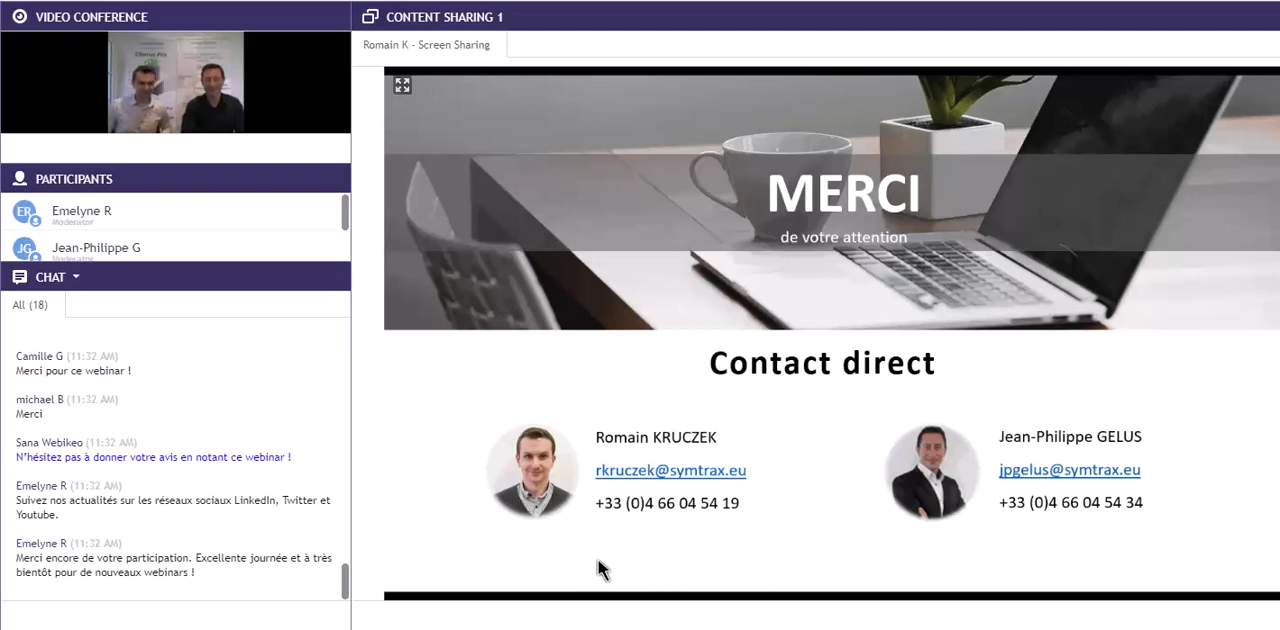 VIDEO CONFERENCE
PARTICIPANTS
ER
Emelyne R
Moderator
JG
Jean-Philippe G
Moderator
CHAT
All (18)
Camille G (11:32 AM)
Merci pour ce webinar !
michael B (11:32 AM)
Merci
Sana Webikeo (11:32 AM)
N'hésitez pas à donner votre avis en notant ce webinar !
Emelyne R (11:32 AM)
Suivez nos actualités sur les réseaux sociaux LinkedIn, Twitter et
Youtube.
Emelyne R (11:32 AM)
Merci encore de votre participation. Excellente journée et à très
bientôt pour de nouveaux webinars !
CONTENT SHARING 1
Romain K - Screen Sharing
MERCI
de votre attention
Contact direct
Romain KRUCZEK
rkruczek@symtrax.eu
+33 (0)4 66 04 54 19
Jean-Philippe GELUS
jpgelus@symtrax.eu
+33 (0)4 66 04 54 34